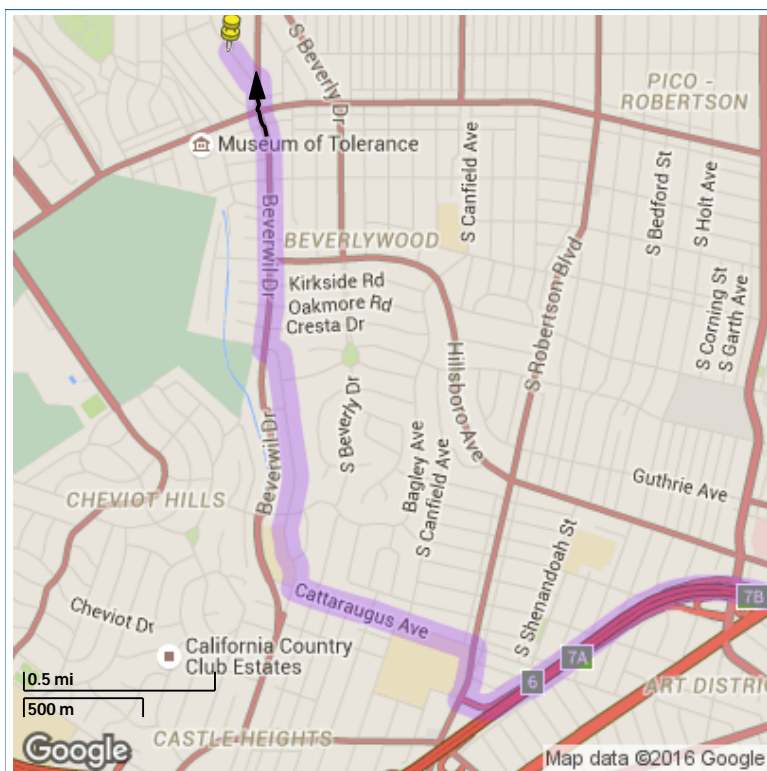 S Beverly Dr
PICO -
ROBERTSON
Museum of Tolerance
S Canfield Ave
S Bedford St
S Holt Ave
Beverwil Dr
BEVERLYWOOD
Kirkside Rd
Oakmore Rd
Cresta Dr
S Robertson Blvd
S Corning St
S Garth Ave
Hillsboro Ave
S Beverly Dr
Beverwil Dr
Bagley Ave
S Canfield Ave
CHEVIOT HILLS
Guthrie Ave
S Shenandoah St
Cattaraugus Ave
Cheviot Dr
7B
California Country
Club Estates
7A
6
0.5 mi
500 m
ART DISTRIC
CASTLE HEIGHTS
Google
Map data ©2016 Google